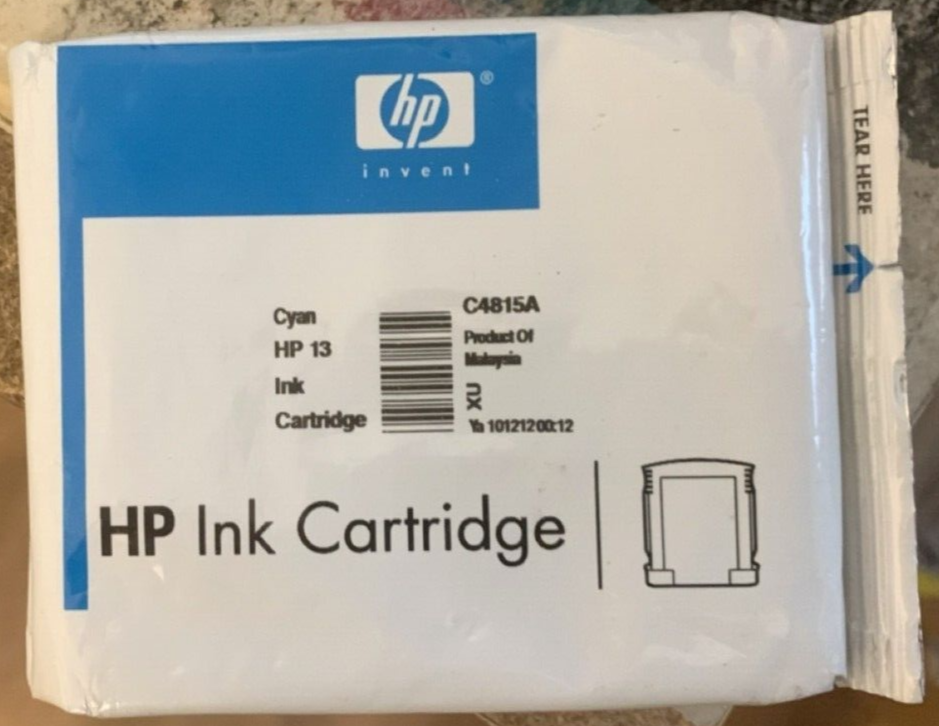 hp ®
invent
TEAR HERE
Cyan
HP 13
Ink
Cartridge
C4815A
Product Of
Malaysia
XU
Ya 10121200:12
HP Ink Cartridge